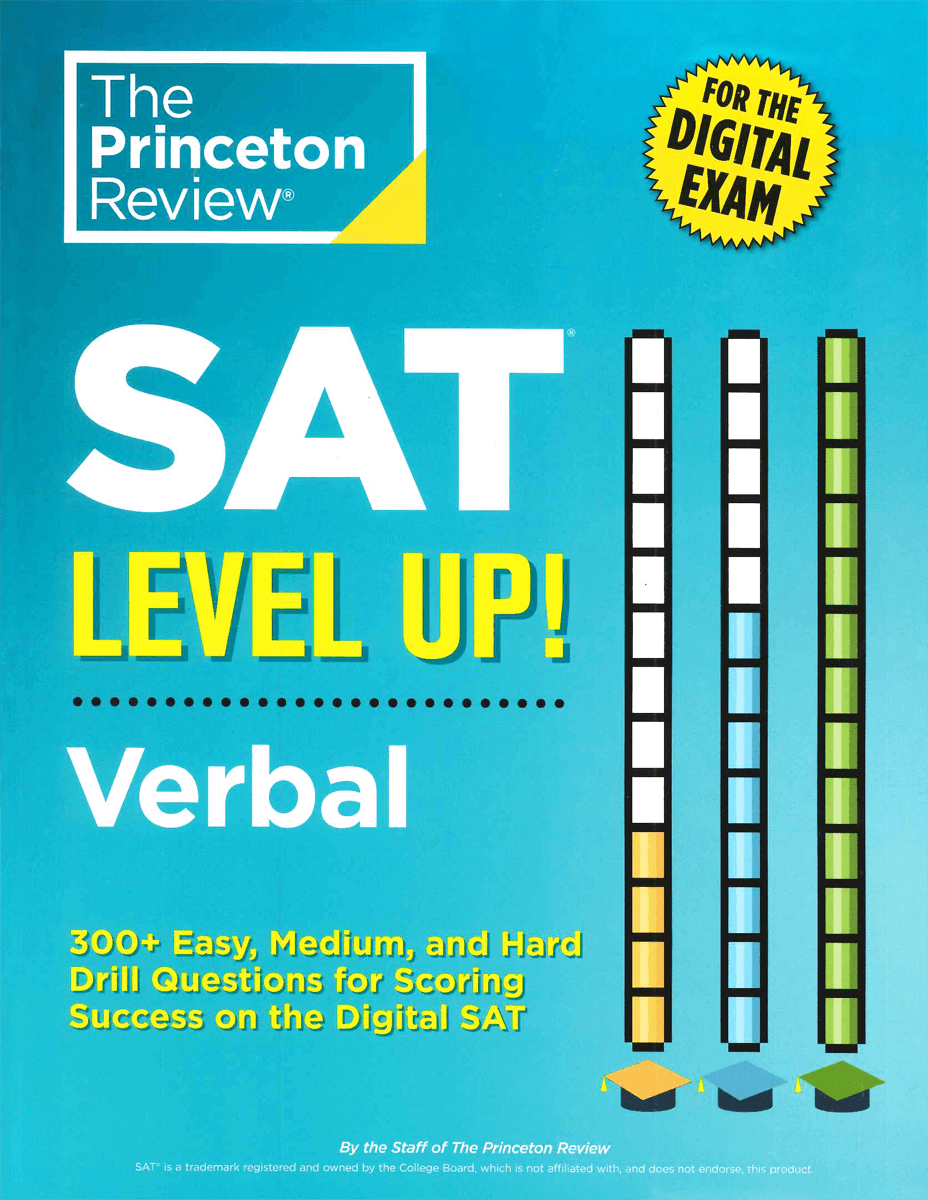 The
Princeton
Review®
FOR THE
DIGITAL
EXAM
SAT®
LEVEL UP!
Verbal
300+ Easy, Medium, and Hard
Drill Questions for Scoring
Success on the Digital SAT
By the Staff of The Princeton Review
SAT® is a trademark registered and owned by the College Board, which is not affiliated with, and does not endorse, this product.